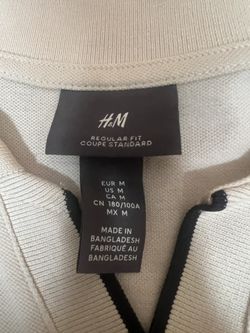 H&M
REGULAR FIT
COUPE STANDARD
EUR M
US M
CA M
CN 180/100A
MX M
MADE IN
BANGLADESH
FABRIQUÉ AU
BANGLADESH